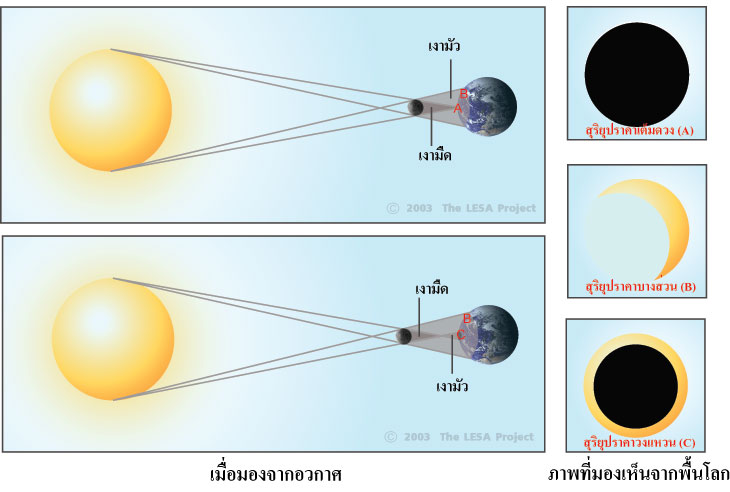 เงามัว
B
A
เงามืด
© 2003 The LESA Project
สุริยุปราคาเต็มดวง (A)
สุริยุปราคาบางส่วน (B)
เงามืด
B
C
เงามัว
© 2003 The LESA Project
สุริยุปราคาวงแหวน (C)
เมื่อมองจากอวกาศ
ภาพที่มองเห็นจากพื้นโลก